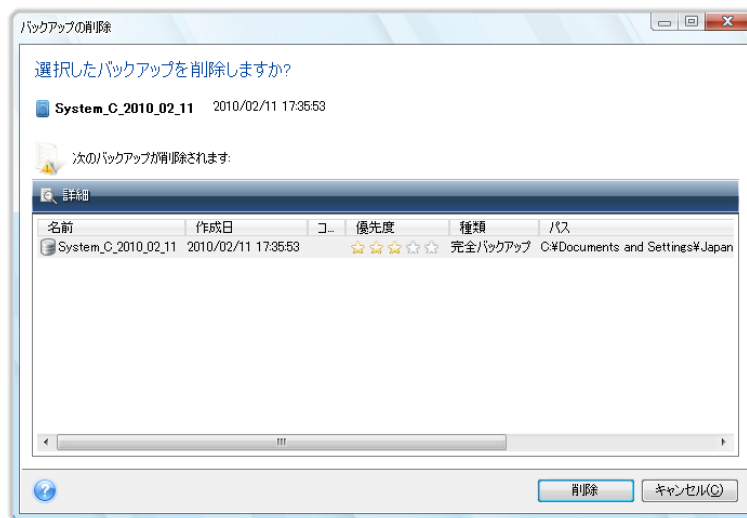 バックアップの削除
選択したバックアップを削除しますか?
System_C_2010_02_11 2010/02/11 17:35:53
次のバックアップが削除されます:
詳細
名前 作成日 コ... 優先度 種類 パス
System_C_2010_02_11 2010/02/11 17:35:53 完全バックアップ C:¥Documents and Settings¥Japan
削除 キャンセル(C)